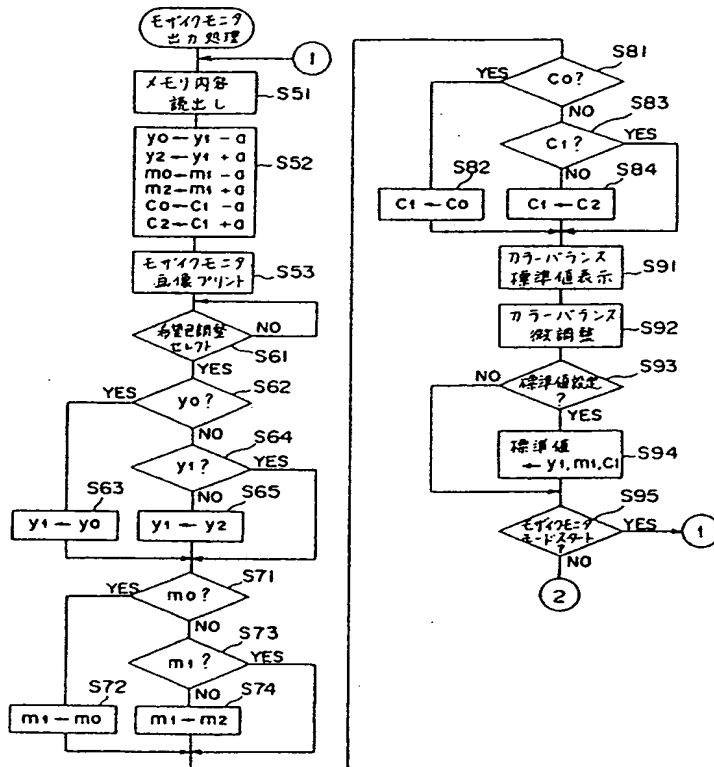 モザイクモニタ
出力処理
1
メモリ内容
読出し
S51
y0←y1-a
y2←y1+a
m0←m1-a
m2←m1+a
C0←C1-a
C2←C1+a
S52
モザイクモニタ
画像プリント
S53
希望色調整
セレクト
NO
S61
YES
S62
YES
y0?
NO
S64
y1?
YES
S63
NO
S65
y1←y0
y1←y2
S71
YES
m0?
NO
S73
m1?
YES
S72
NO
S74
m1←m0
m1←m2
S81
YES
C0?
NO
S83
C1?
YES
S82
NO
S84
C1←C0
C1←C2
カラーバランス
標準値表示
S91
カラーバランス
微調整
S92
S93
NO
標準値設定
?
YES
標準値
←y1,m1,C1
S94
S95
モザイクモニタ
モードスタート
?
YES
1
NO
2